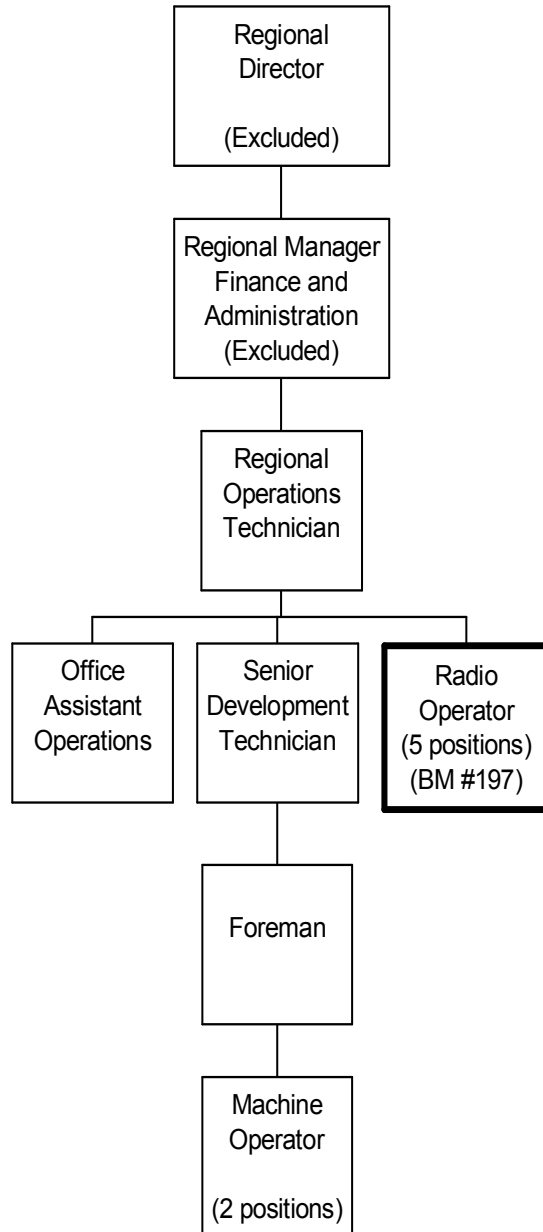 Regional
Director
(Excluded)
Regional Manager
Finance and
Administration
(Excluded)
Regional
Operations
Technician
Office
Assistant
Operations
Senior
Development
Technician
Radio
Operator
(5 positions)
(BM #197)
Foreman
Machine
Operator
(2 positions)